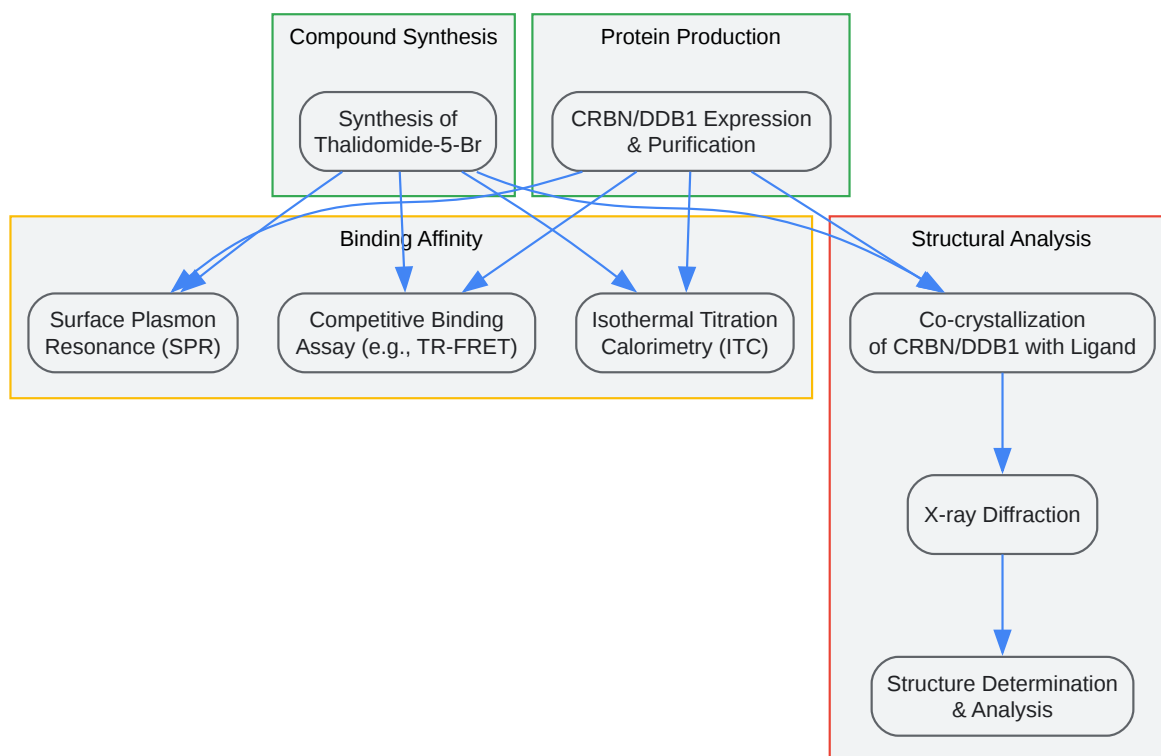 Compound Synthesis
Protein Production
Synthesis of
Thalidomide-5-Br
CRBN/DDB1 Expression
& Purification
Binding Affinity
Structural Analysis
Surface Plasmon
Resonance (SPR)
Competitive Binding
Assay (e.g., TR-FRET)
Isothermal Titration
Calorimetry (ITC)
Co-crystallization
of CRBN/DDB1 with Ligand
X-ray Diffraction
Structure Determination
& Analysis